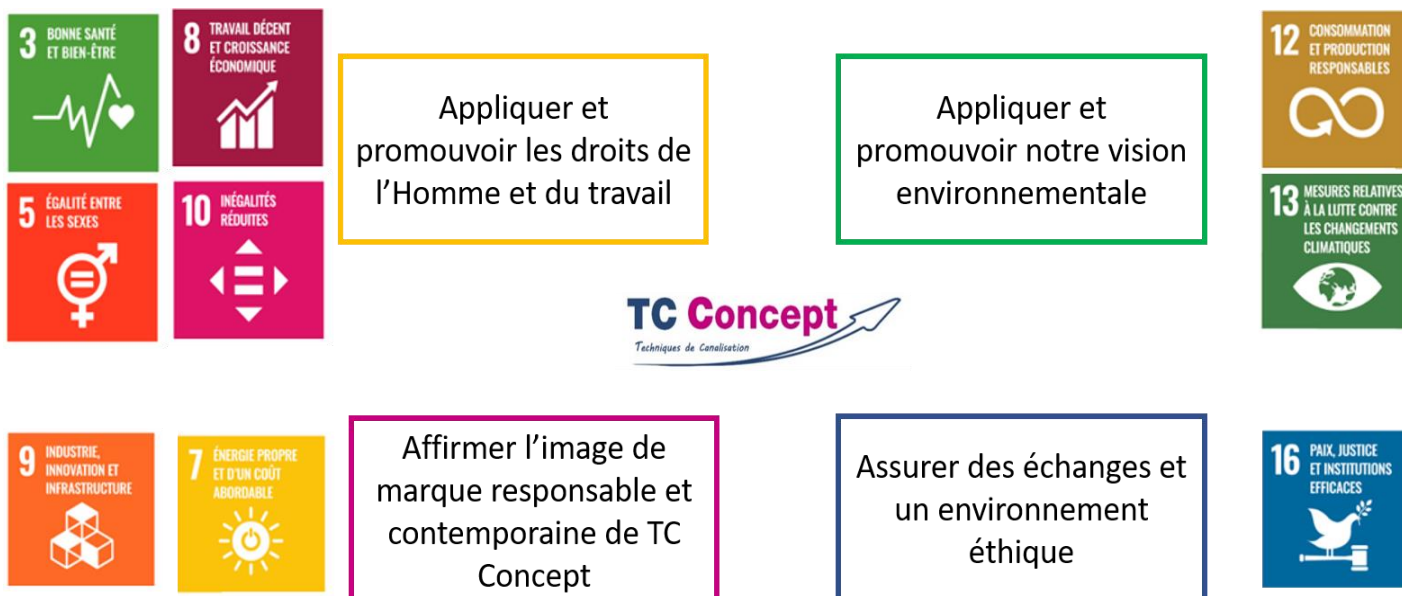 3 BONNE SANTÉ
ET BIEN-ÊTRE
8 TRAVAIL DÉCENT
ET CROISSANCE
ÉCONOMIQUE
5 ÉGALITÉ ENTRE
LES SEXES
10 INÉGALITÉS
RÉDUITES
Appliquer et
promouvoir les droits de
l’Homme et du travail
Appliquer et
promouvoir notre vision
environnementale
12 CONSOMMATION
ET PRODUCTION
RESPONSABLES
13 MESURES RELATIVES
À LA LUTTE CONTRE
LES CHANGEMENTS
CLIMATIQUES
TC Concept
Techniques de Canalisation
9 INDUSTRIE,
INNOVATION ET
INFRASTRUCTURE
7 ÉNERGIE PROPRE
ET D'UN COÛT
ABORDABLE
Affirmer l’image de
marque responsable et
contemporaine de TC
Concept
Assurer des échanges et
un environnement
éthique
16 PAIX, JUSTICE
ET INSTITUTIONS
EFFICACES